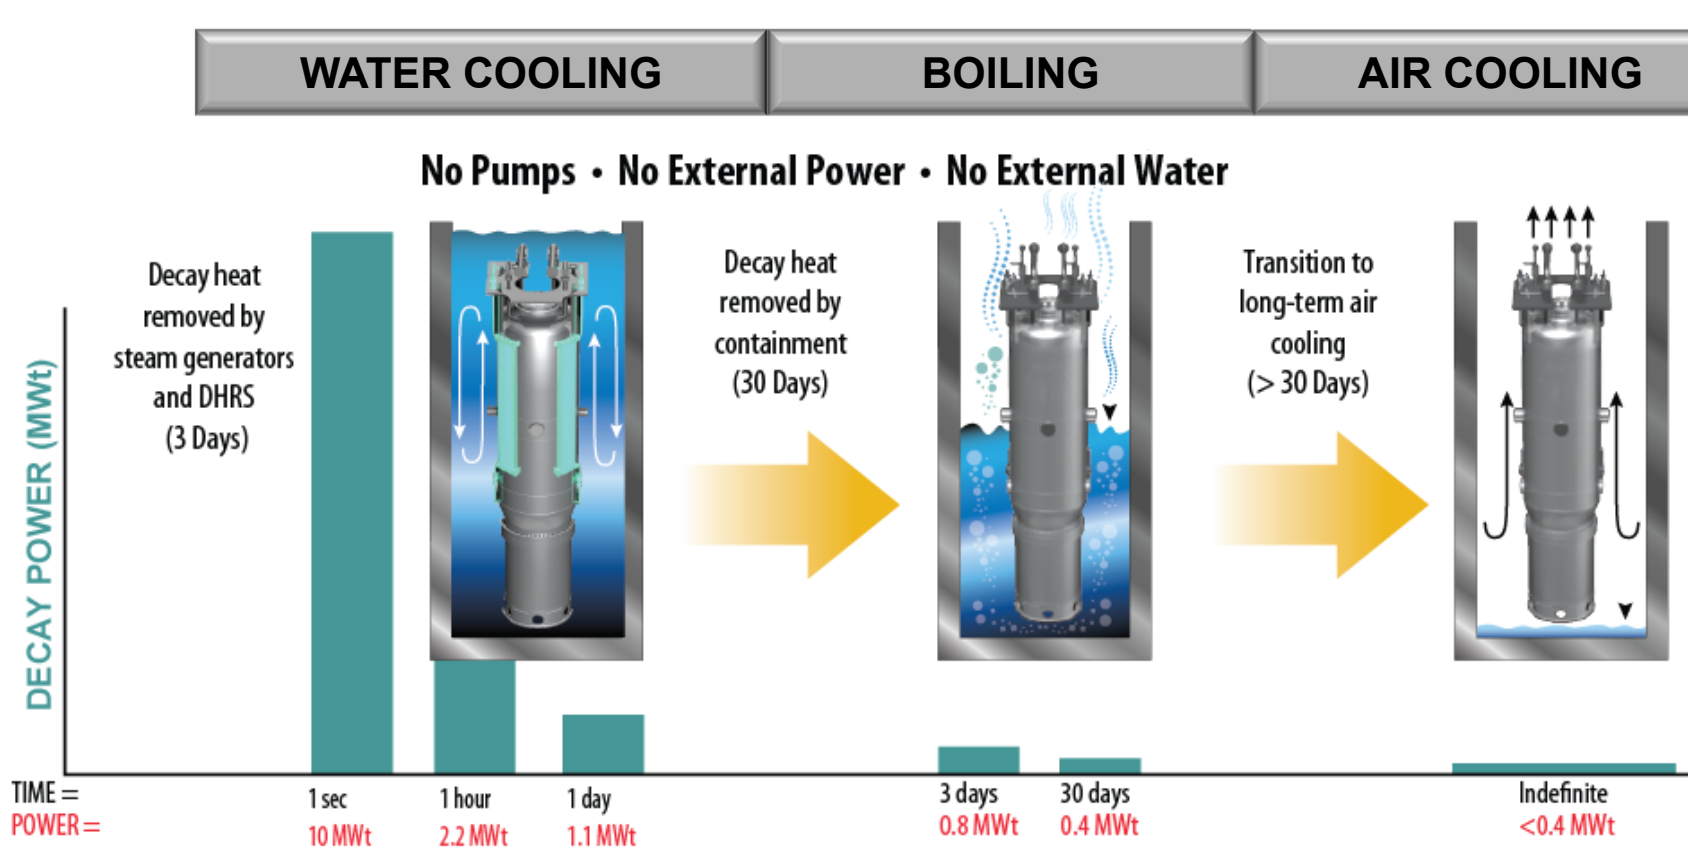 WATER COOLING
BOILING
AIR COOLING
No Pumps • No External Power • No External Water
Decay heat
removed by
steam generators
and DHRS
(3 Days)
Decay heat
removed by
containment
(30 Days)
Transition to
long-term air
cooling
(> 30 Days)
DECAY POWER (MWt)
TIME =
1 sec
1 hour
1 day
3 days
30 days
Indefinite
POWER =
10 MWt
2.2 MWt
1.1 MWt
0.8 MWt
0.4 MWt
<0.4 MWt